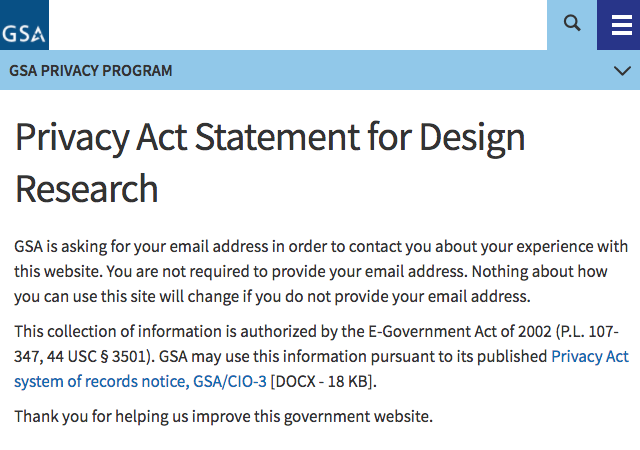 GSA
GSA PRIVACY PROGRAM
Privacy Act Statement for Design
Research
GSA is asking for your email address in order to contact you about your experience with
this website. You are not required to provide your email address. Nothing about how
you can use this site will change if you do not provide your email address.
This collection of information is authorized by the E-Government Act of 2002 (P.L. 107-
347, 44 USC § 3501). GSA may use this information pursuant to its published Privacy Act
system of records notice, GSA/CIO-3 [DOCX - 18 KB].
Thank you for helping us improve this government website.